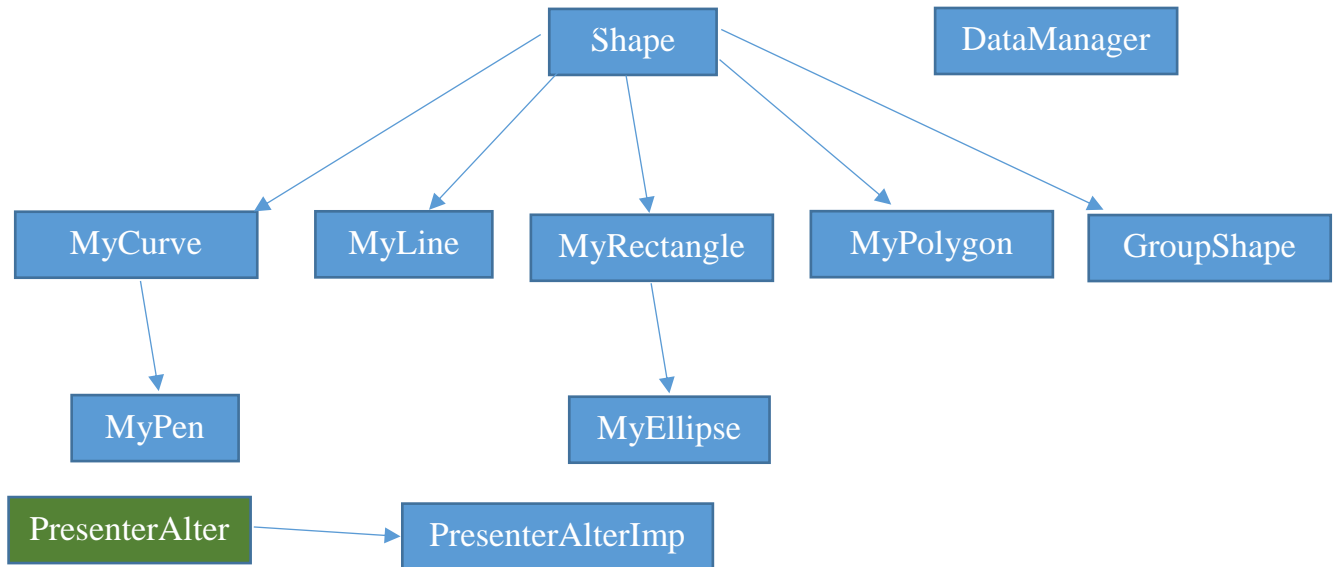 Shape
DataManager
MyCurve
MyLine
MyRectangle
MyPolygon
GroupShape
MyPen
MyEllipse
PresenterAlter
PresenterAlterImp